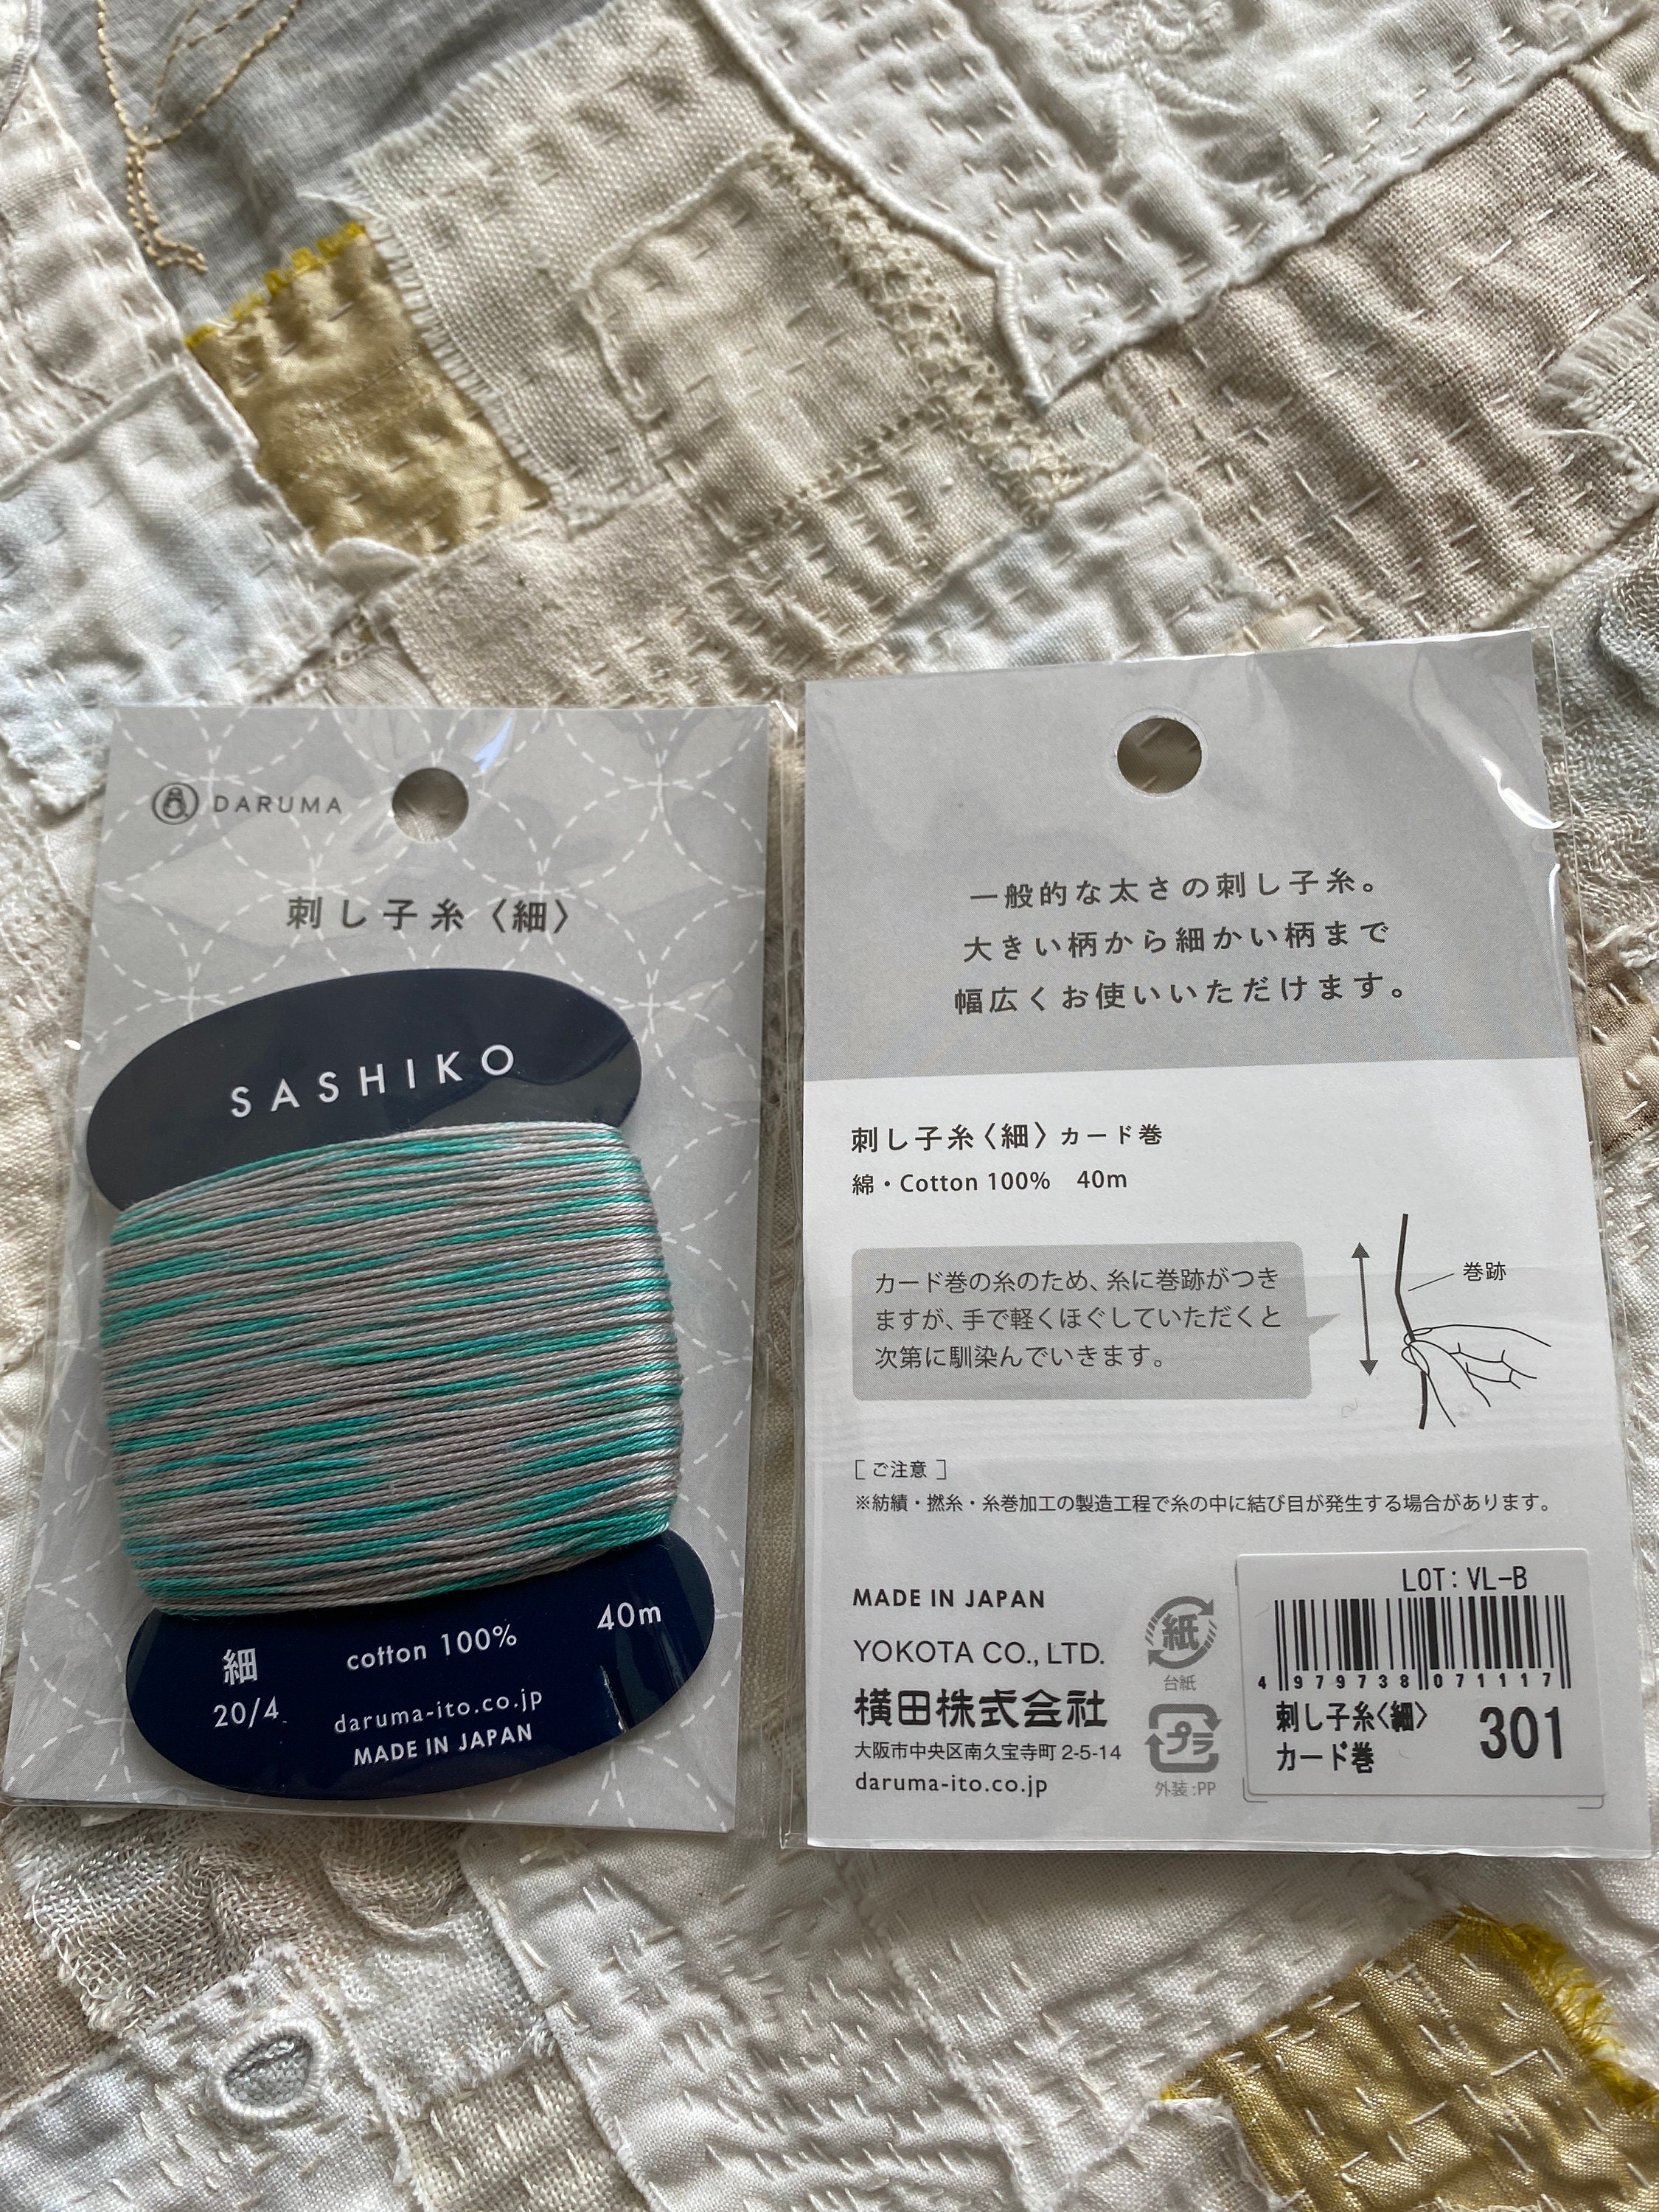 DARUMA
刺し子糸〈細〉
SASHIKO
細
20/4
cotton 100%
40m
daruma-ito.co.jp
MADE IN JAPAN
一般的な太さの刺し子糸。
大きい柄から細かい柄まで
幅広くお使いいただけます。
刺し子糸〈細〉カード巻
綿・Cotton 100% 40m
カード巻の糸のため、糸に巻跡がつき
ますが、手で軽くほぐしていただくと
次第に馴染んでいきます。
巻跡
[ ご注意 ]
※紡績・撚糸・糸巻加工の製造工程で糸の中に結び目が発生する場合があります。
MADE IN JAPAN
YOKOTA CO., LTD.
横田株式会社
大阪市中央区南久宝寺町 2-5-14
daruma-ito.co.jp
紙
台紙
プラ
外装:PP
LOT: VL-B
4 979738 071117
刺し子糸〈細〉
カード巻
301